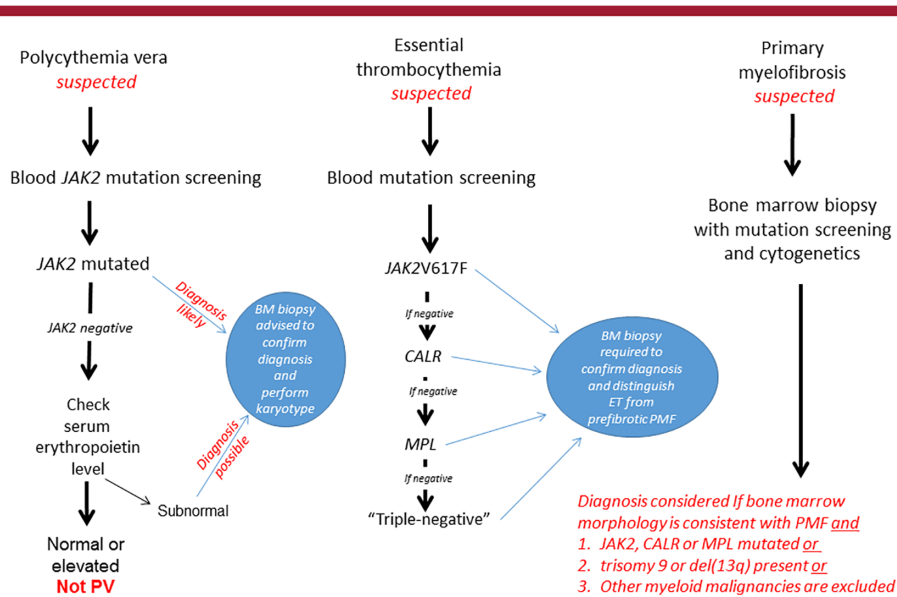 Polycythemia vera
suspected
Blood JAK2 mutation screening
JAK2 mutated
Diagnosis
likely
JAK2 negative
BM biopsy
advised to
confirm
diagnosis
and
perform
karyotype
Check
serum
erythropoietin
level
Diagnosis
possible
Subnormal
Normal or
elevated
Not PV
Essential
thrombocythemia
suspected
Blood mutation screening
JAK2V617F
If negative
CALR
If negative
MPL
If negative
“Triple-negative”
BM biopsy
required to
confirm diagnosis
and distinguish
ET from
prefibrotic PMF
Primary
myelofibrosis
suspected
Bone marrow biopsy
with mutation screening
and cytogenetics
Diagnosis considered If bone marrow
morphology is consistent with PMF and
1. JAK2, CALR or MPL mutated or
2. trisomy 9 or del(13q) present or
3. Other myeloid malignancies are excluded